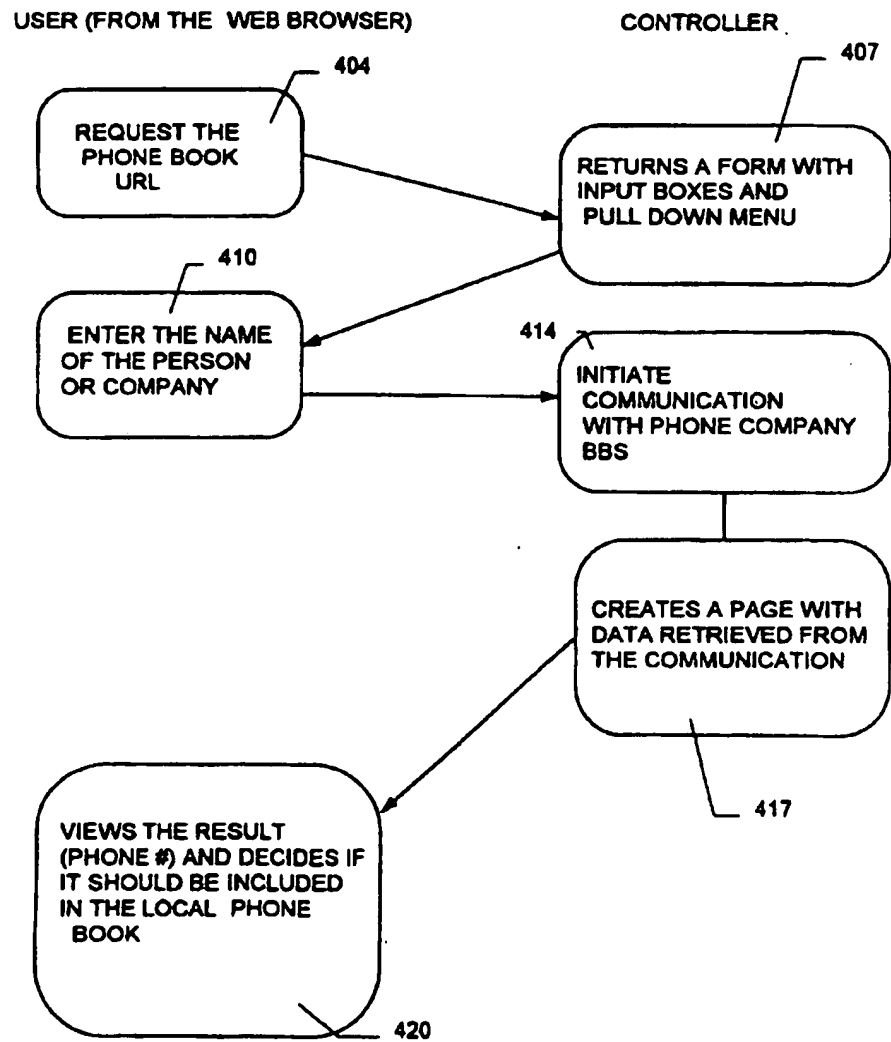 USER (FROM THE WEB BROWSER)
CONTROLLER
404
407
REQUEST THE
PHONE BOOK
URL
RETURNS A FORM WITH
INPUT BOXES AND
PULL DOWN MENU
410
ENTER THE NAME
OF THE PERSON
OR COMPANY
414
INITIATE
COMMUNICATION
WITH PHONE COMPANY
BBS
CREATES A PAGE WITH
DATA RETRIEVED FROM
THE COMMUNICATION
417
VIEWS THE RESULT
(PHONE #) AND DECIDES IF
IT SHOULD BE INCLUDED
IN THE LOCAL PHONE
BOOK
420